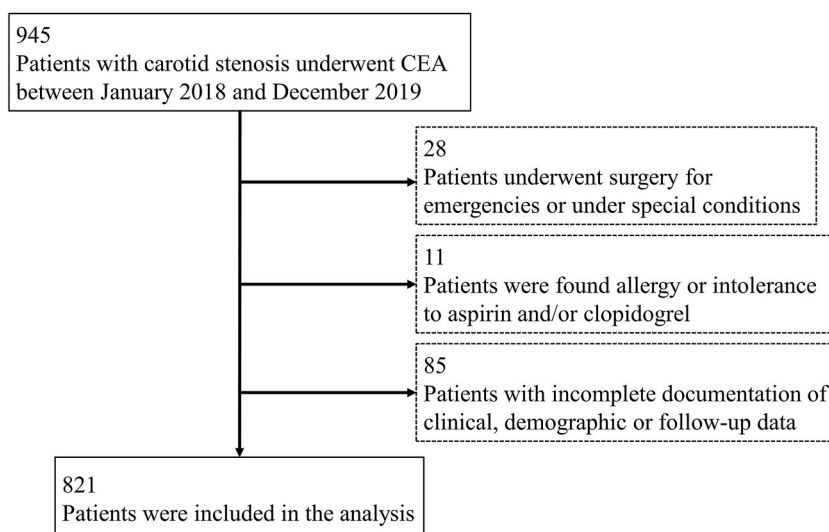 945
Patients with carotid stenosis underwent CEA
between January 2018 and December 2019
28
Patients underwent surgery for
emergencies or under special conditions
11
Patients were found allergy or intolerance
to aspirin and/or clopidogrel
85
Patients with incomplete documentation of
clinical, demographic or follow-up data
821
Patients were included in the analysis